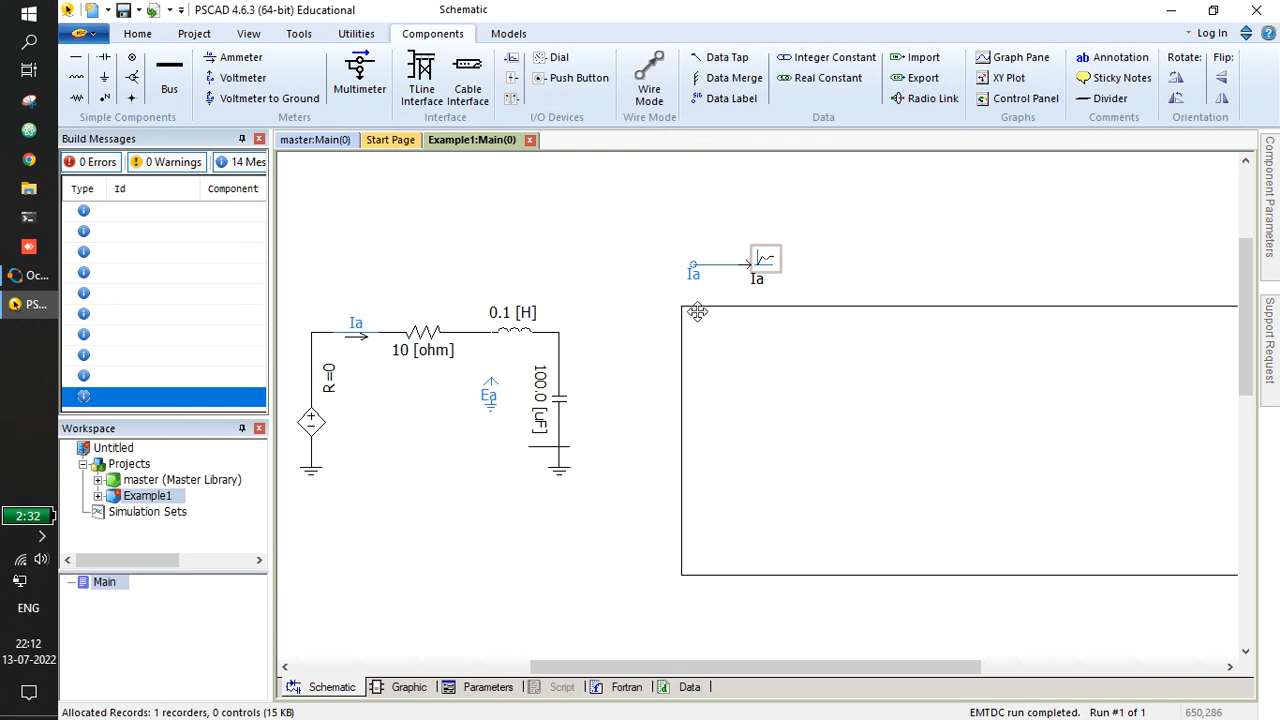 PSCAD 4.6.3 (64-bit) Educational
Schematic
Home
Project
View
Tools
Utilities
Components
Models
Log In
Ammeter
Voltmeter
Voltmeter to Ground
Bus
Multimeter
TLine Interface
Cable Interface
Dial
Push Button
Wire Mode
Data Tap
Data Merge
Data Label
Integer Constant
Real Constant
Import
Export
Radio Link
Graph Pane
XY Plot
Control Panel
Annotation
Sticky Notes
Divider
Rotate:
Flip:
Simple Components
Meters
Interface
I/O Devices
Wire Mode
Data
Graphs
Comments
Orientation
Build Messages
master:Main(0)
Start Page
Example1:Main(0)
0 Errors
0 Warnings
14 Mes
Type
Id
Component
Component Parameters
Support Request
Ia
Ia
0.1 [H]
Ia
10 [ohm]
R=0
Ea
100.0 [uF]
Oc...
PS...
Workspace
Untitled
Projects
master (Master Library)
Example1
Simulation Sets
2:32
Main
ENG
22:12
13-07-2022
Schematic
Graphic
Parameters
Script
Fortran
Data
Allocated Records: 1 recorders, 0 controls (15 KB)
EMTDC run completed.
Run #1 of 1
650,286